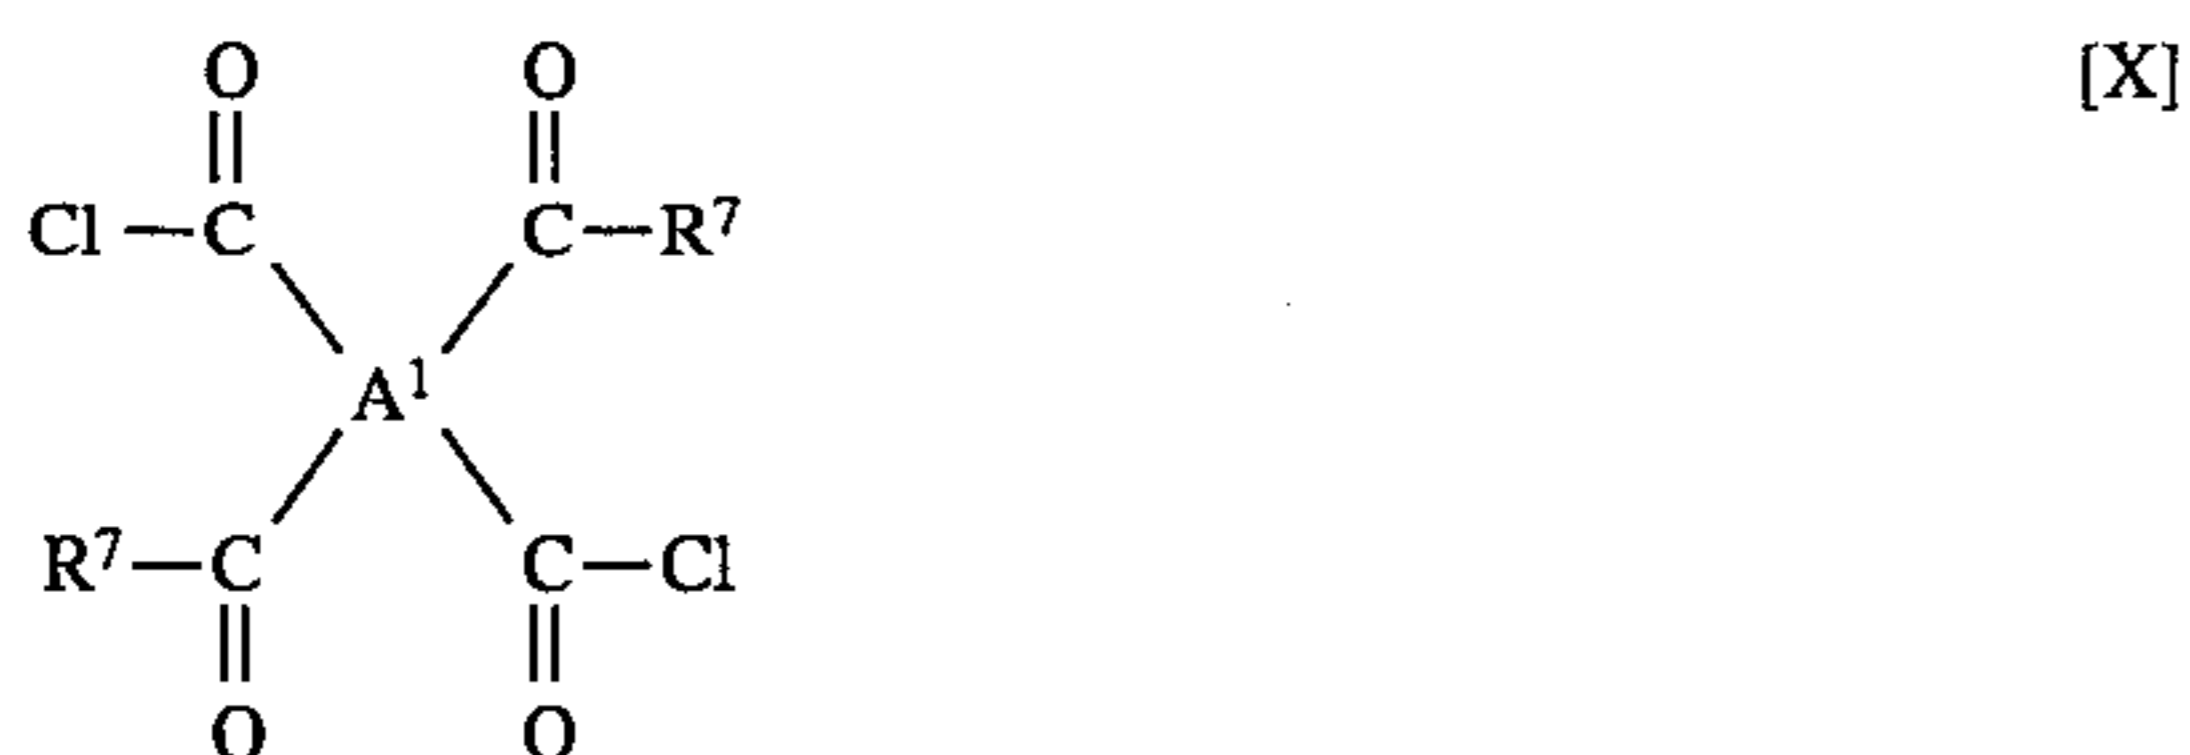 O O [X]
Cl—C C—R⁷
A¹
R⁷—C C—Cl
O O